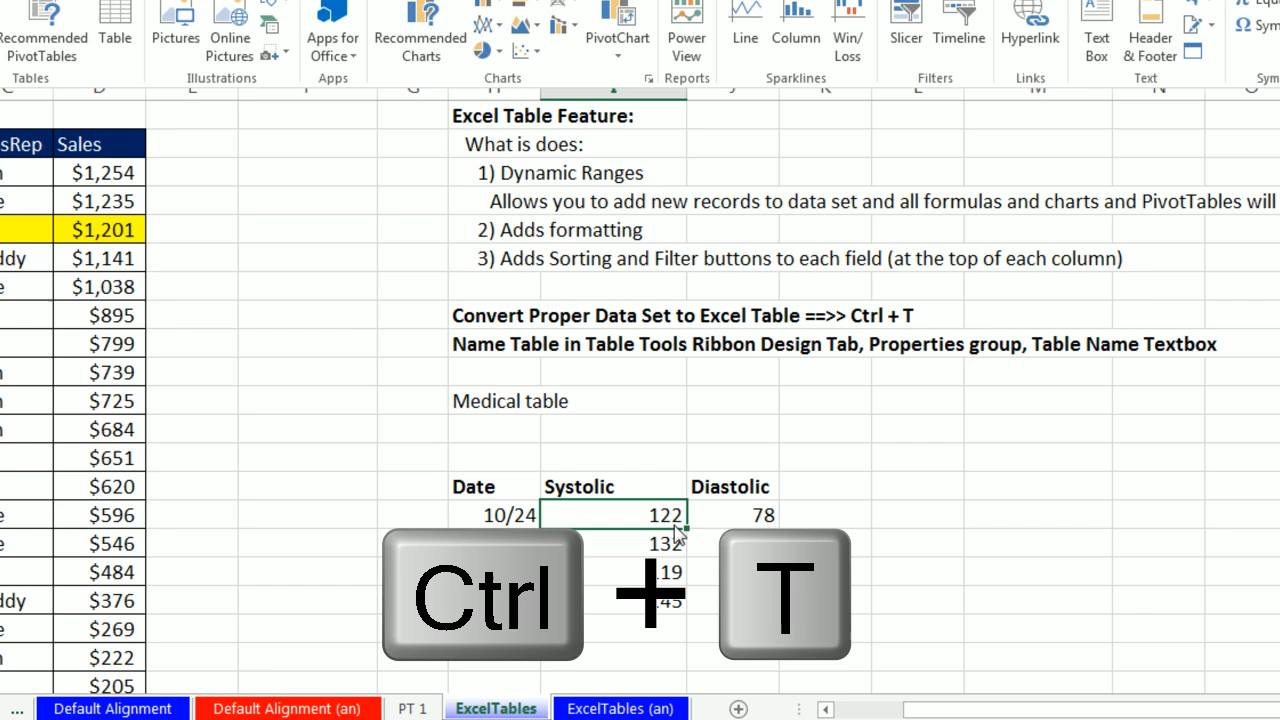 Recommended
PivotTables
Table
Pictures
Online
Pictures
Apps for
Office
Recommended
Charts
PivotChart
Power
View
Line
Column
Win/
Loss
Slicer
Timeline
Hyperlink
Text
Box
Header
& Footer
Tables
Illustrations
Apps
Charts
Reports
Sparklines
Filters
Links
Text
Excel Table Feature:
sRep Sales What is does:
$1,254 1) Dynamic Ranges
$1,235 Allows you to add new records to data set and all formulas and charts and PivotTables will
$1,201 2) Adds formatting
ddy $1,141 3) Adds Sorting and Filter buttons to each field (at the top of each column)
e $1,038
$895 Convert Proper Data Set to Excel Table ==>> Ctrl + T
$799 Name Table in Table Tools Ribbon Design Tab, Properties group, Table Name Textbox
$739
$725 Medical table
$684
$651
$620 Date Systolic Diastolic
e $596 10/24 122 78
e $546 132
$484 119
ddy $376 145
e $269
$222
$205
Ctrl + T
... Default Alignment Default Alignment (an) PT 1 ExcelTables ExcelTables (an)